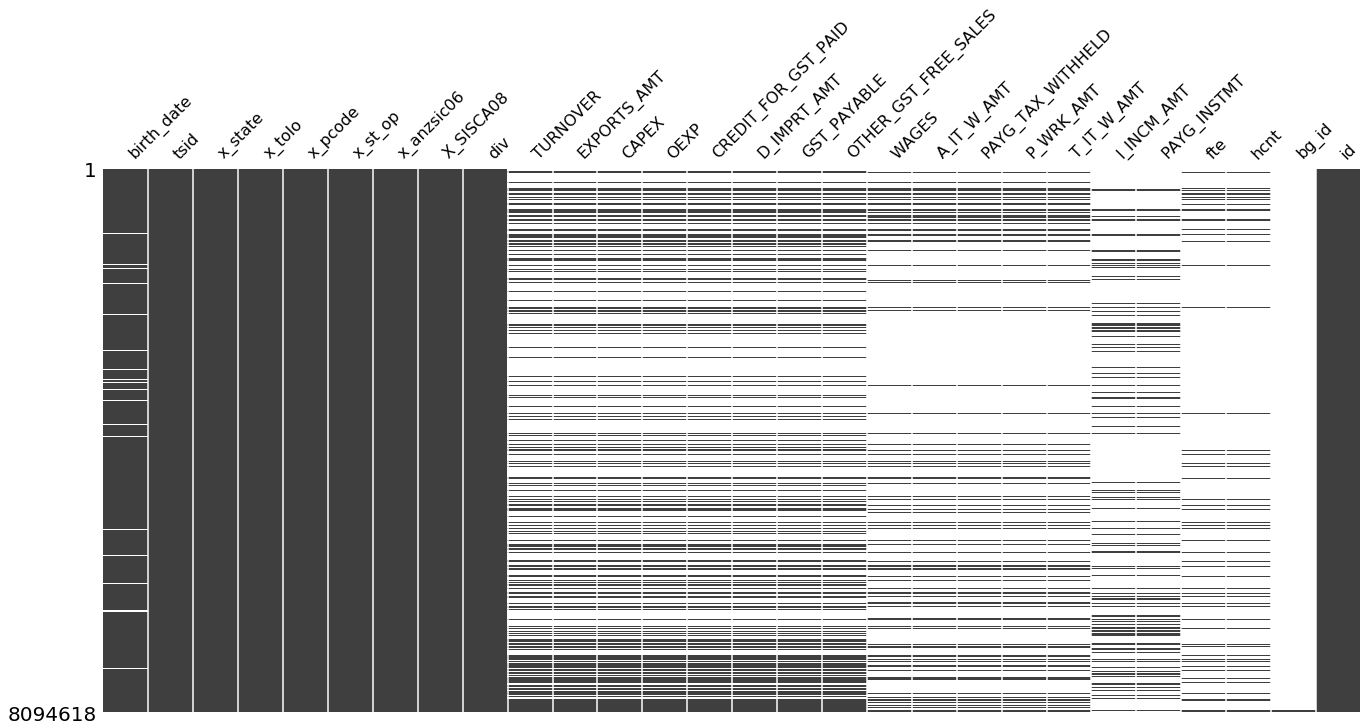 birth_date
tsid
x_state
x_tolo
x_pcode
x_st_op
x_anzsic06
X_SISCA08
div
TURNOVER
EXPORTS_AMT
CAPEX
OEXP
CREDIT_FOR_GST_PAID
D_IMPRT_AMT
GST_PAYABLE
OTHER_GST_FREE_SALES
WAGES
A_IT_W_AMT
PAYG_TAX_WITHHELD
P_WRK_AMT
T_IT_W_AMT
I_INCM_AMT
PAYG_INSTMT
fte
hcnt
bg_id
id
1
8094618